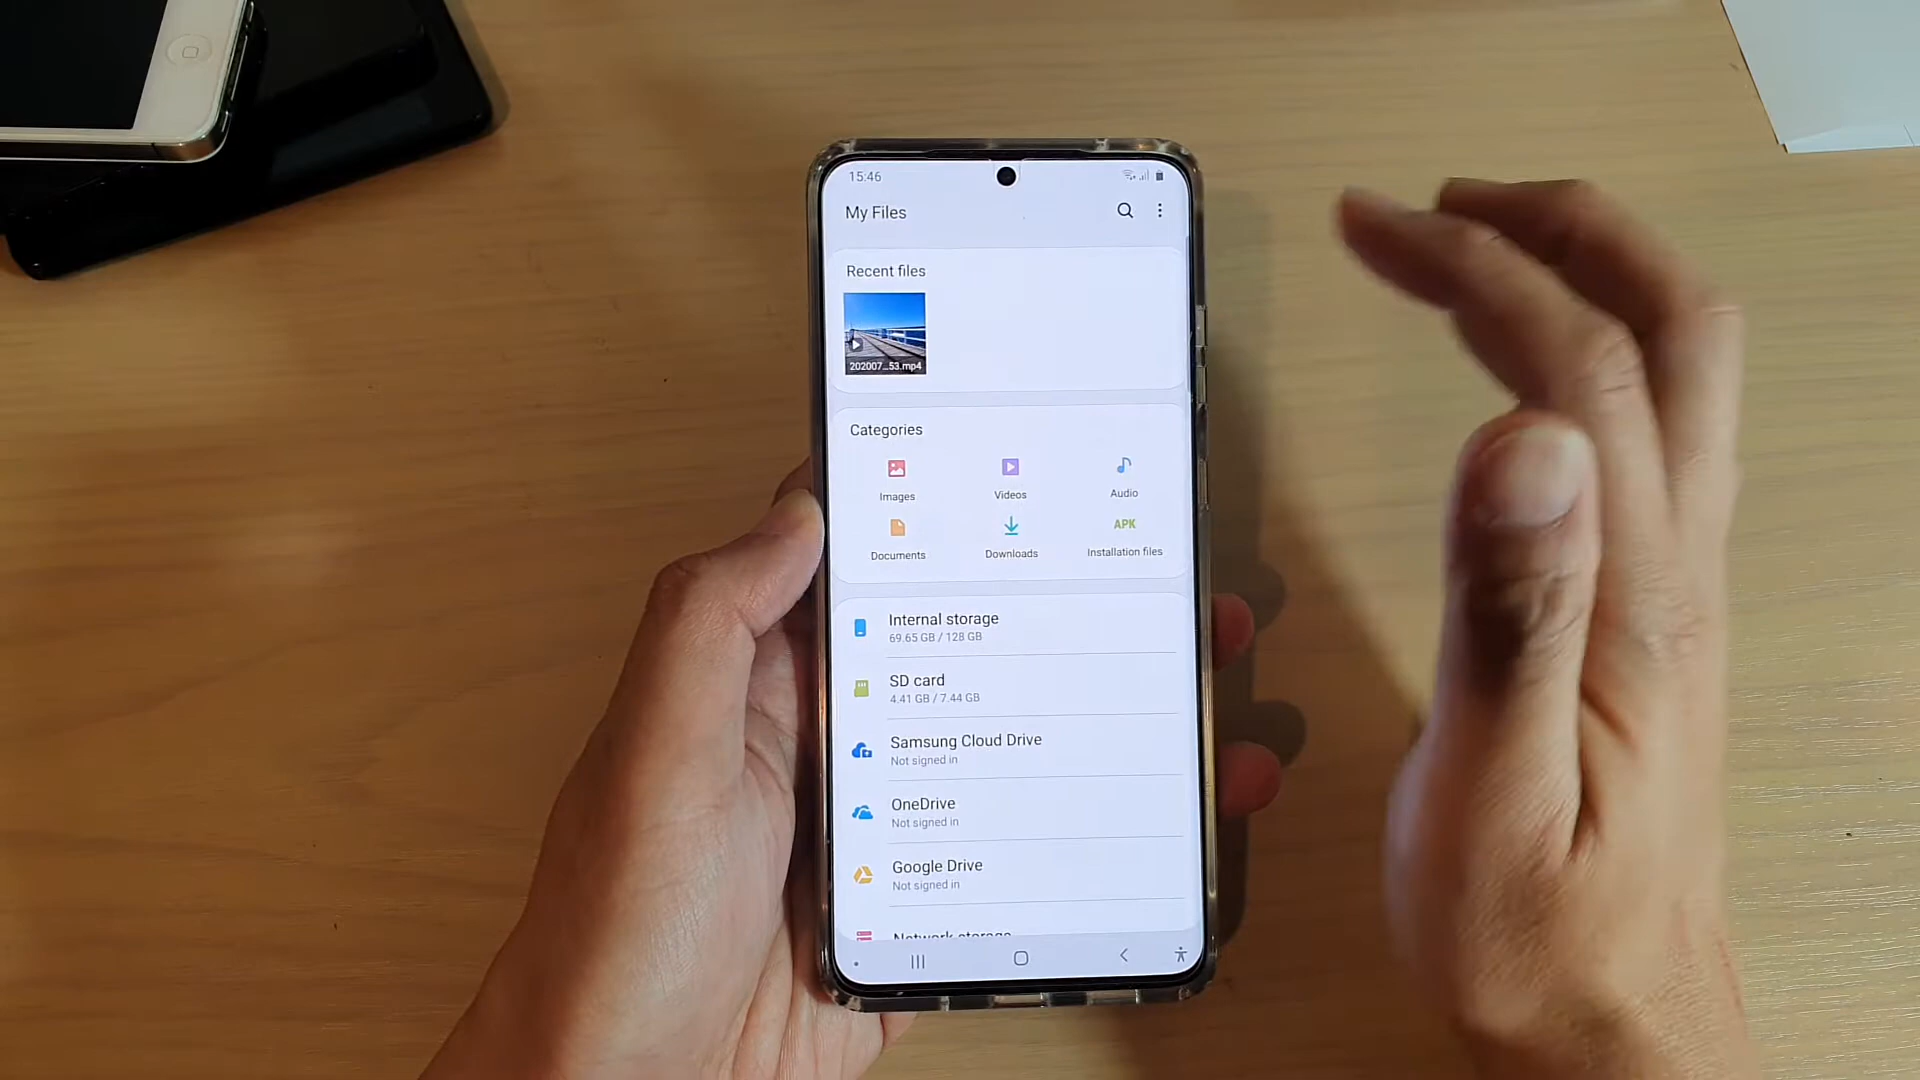 15:46
My Files
Recent files
202007...53.mp4
Categories
Images
Videos
Audio
Documents
Downloads
APK
Installation files
Internal storage
69.65 GB / 128 GB
SD card
4.41 GB / 7.44 GB
Samsung Cloud Drive
Not signed in
OneDrive
Not signed in
Google Drive
Not signed in
Network storage